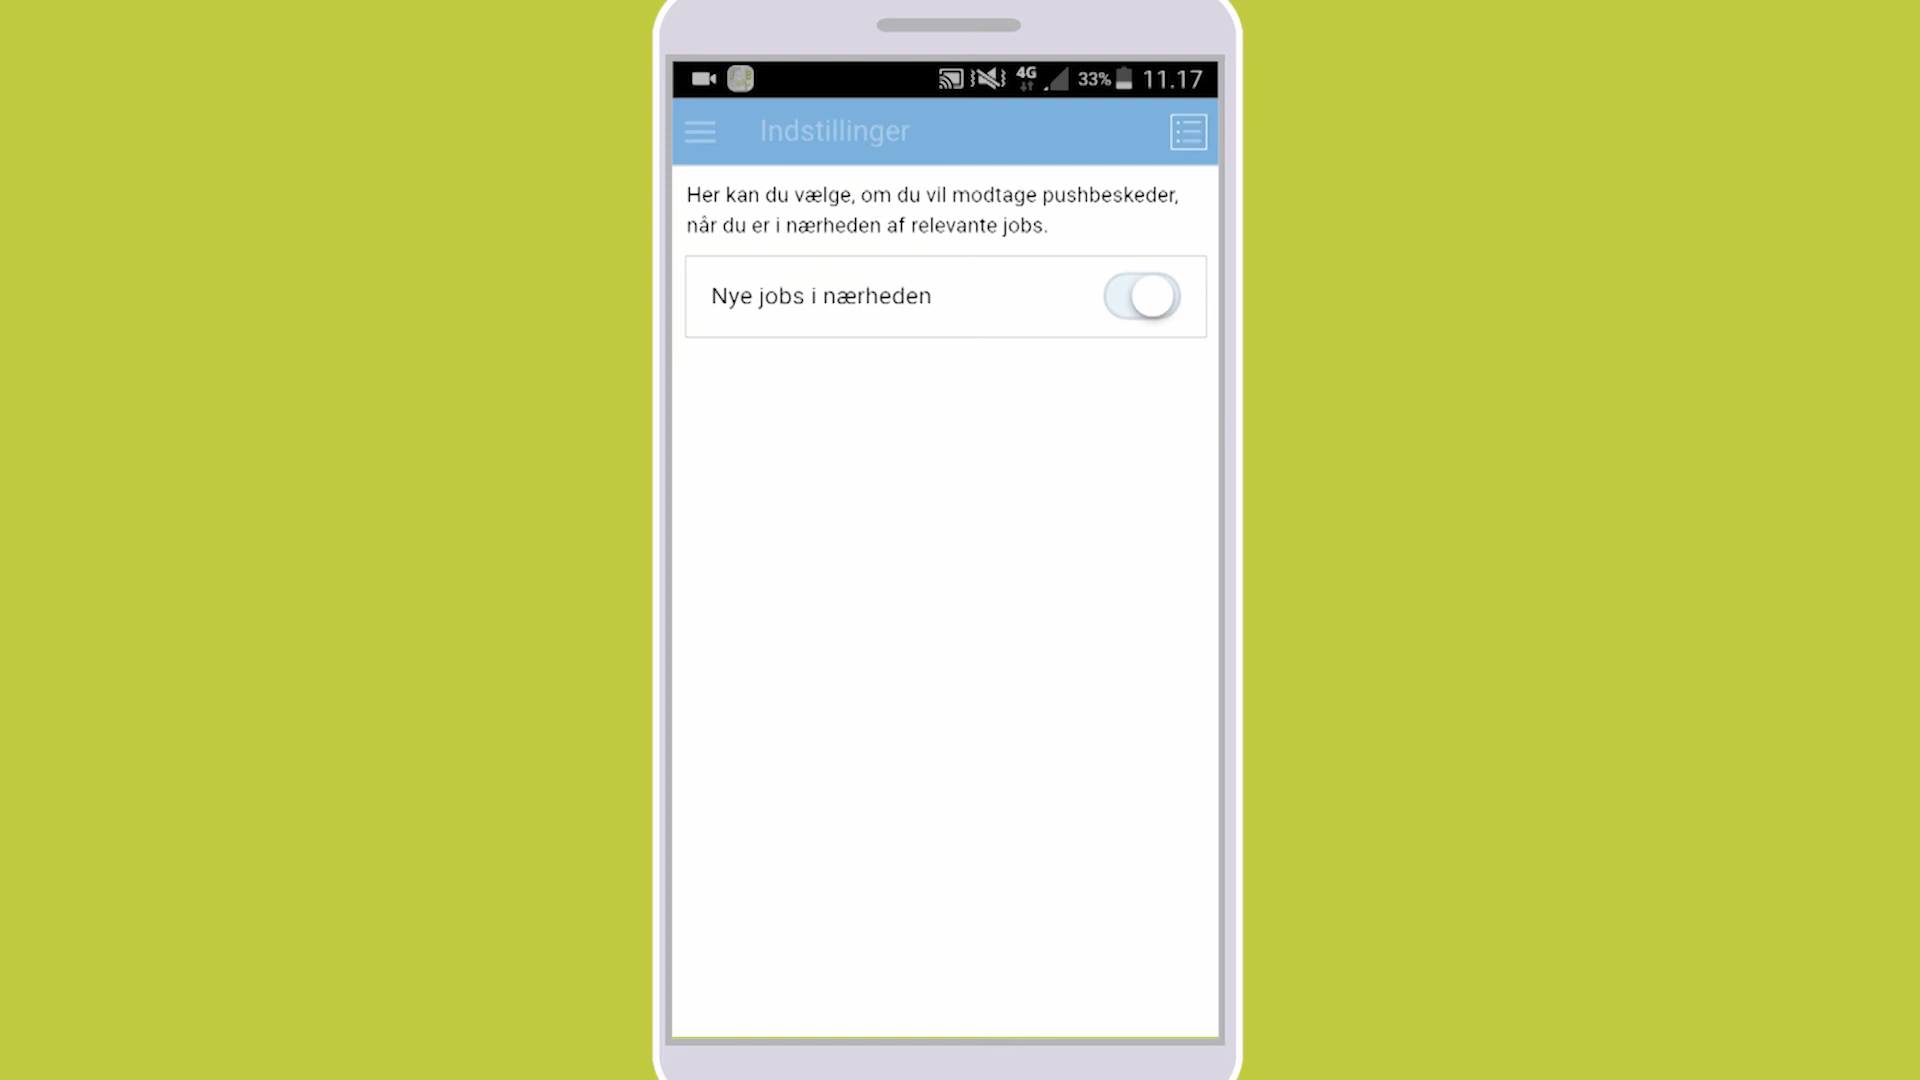 4G 33% 11.17
Indstillinger
Her kan du vælge, om du vil modtage pushbeskeder,
når du er i nærheden af relevante jobs.
Nye jobs i nærheden